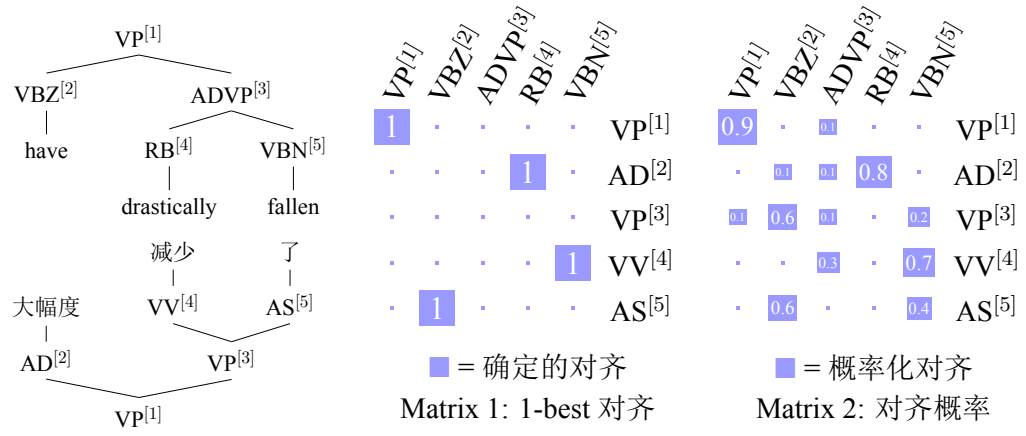 VP[1]
VBZ[2] ADVP[3]
have RB[4] VBN[5]
drastically fallen
减少 了
大幅度 VV[4] AS[5]
AD[2] VP[3]
VP[1]
VP[1] VBZ[2] ADVP[3] RB[4] VBN[5]
1 VP[1]
1 AD[2]
VP[3]
1 VV[4]
1 AS[5]
= 确定的对齐
Matrix 1: 1-best 对齐
VP[1] VBZ[2] ADVP[3] RB[4] VBN[5]
0.9 0.1 VP[1]
0.1 0.1 0.8 AD[2]
0.1 0.6 0.1 0.2 VP[3]
0.3 0.7 VV[4]
0.6 0.4 AS[5]
= 概率化对齐
Matrix 2: 对齐概率